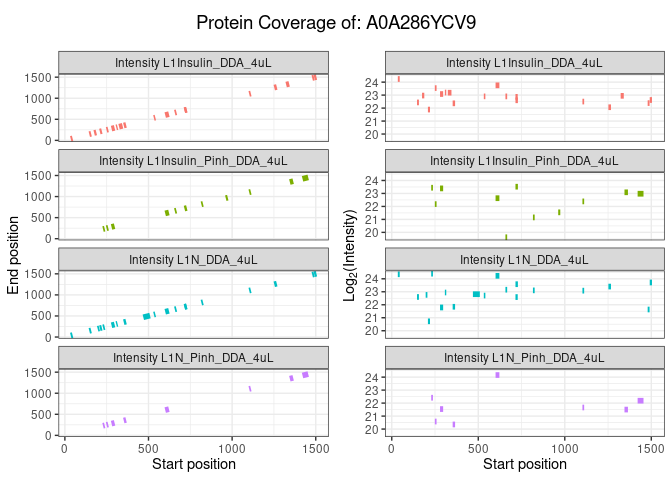 Protein Coverage of: A0A286YCV9
Intensity L1Insulin_DDA_4uL
1500
1000
500
0
Intensity L1Insulin_Pinh_DDA_4uL
1500
1000
500
0
Intensity L1N_DDA_4uL
1500
1000
500
0
Intensity L1N_Pinh_DDA_4uL
1500
1000
500
0
0 500 1000 1500
Start position
End position
Intensity L1Insulin_DDA_4uL
24
23
22
21
20
Intensity L1Insulin_Pinh_DDA_4uL
24
23
22
21
20
Intensity L1N_DDA_4uL
24
23
22
21
20
Intensity L1N_Pinh_DDA_4uL
24
23
22
21
20
0 500 1000 1500
Start position
Log₂(Intensity)